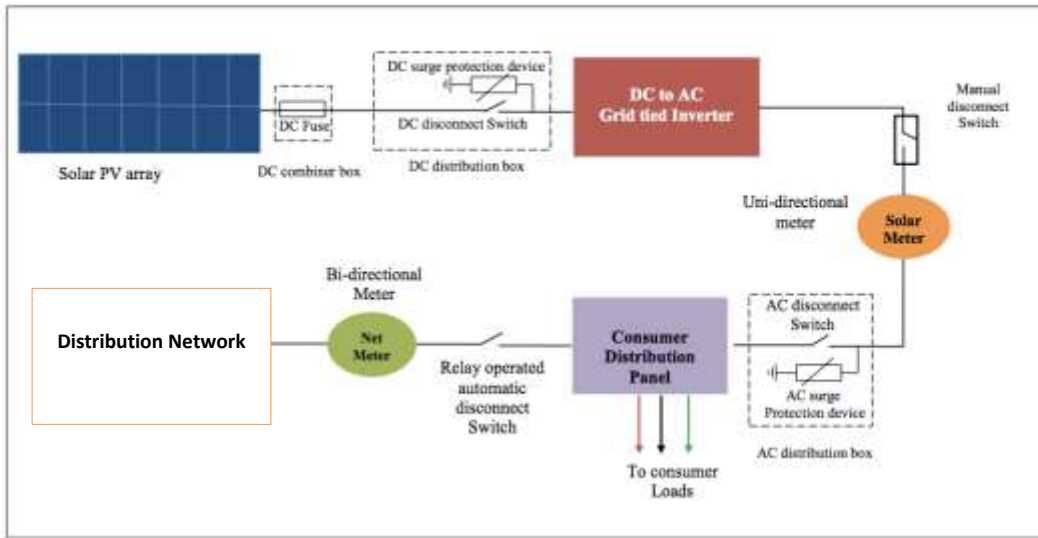 DC surge protection device
DC to AC
Grid tied Inverter
Manual
disconnect
Switch
DC Fuse
DC disconnect Switch
Solar PV array
DC combiner box
DC distribution box
Uni-directional
meter
Solar
Meter
Bi-directional
Meter
AC disconnect
Switch
Distribution Network
Net
Meter
Consumer
Distribution
Panel
Relay operated
automatic
disconnect
Switch
AC surge
Protection device
To consumer
Loads
AC distribution box